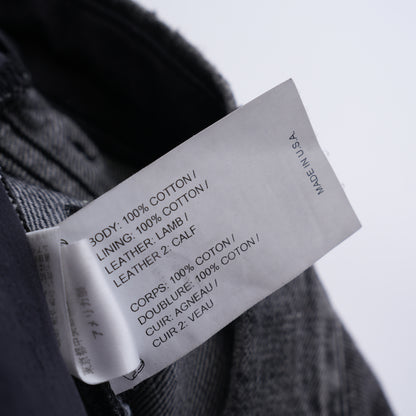 BODY: 100% COTTON /
LINING: 100% COTTON /
LEATHER: LAMB /
LEATHER 2: CALF
CORPS: 100% COTON /
DOUBLURE: 100% COTON /
CUIR: AGNEAU /
CUIR 2: VEAU
MADE IN U.S.A.